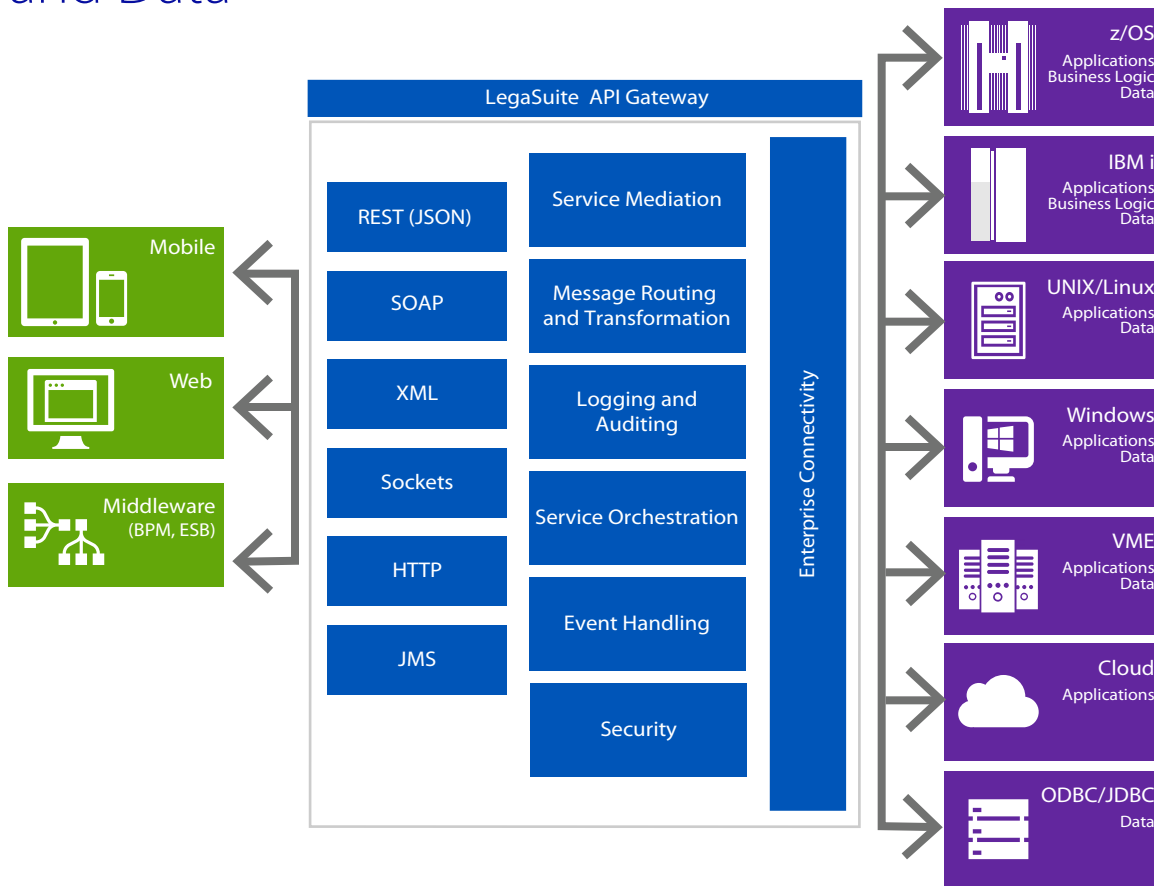 and Data
LegaSuite API Gateway
Mobile
Web
Middleware
(BPM, ESB)
REST (JSON)
SOAP
XML
Sockets
HTTP
JMS
Service Mediation
Message Routing
and Transformation
Logging and
Auditing
Service Orchestration
Event Handling
Security
Enterprise Connectivity
z/OS
Applications
Business Logic
Data
IBM i
Applications
Business Logic
Data
UNIX/Linux
Applications
Data
Windows
Applications
Data
VME
Applications
Data
Cloud
Applications
ODBC/JDBC
Data